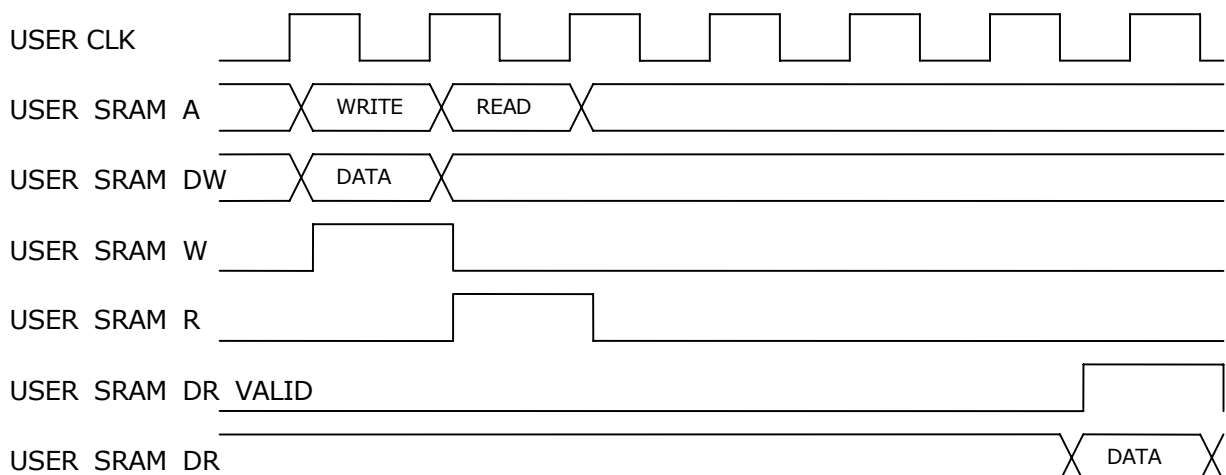 USER CLK
USER SRAM A WRITE READ
USER SRAM DW DATA
USER SRAM W
USER SRAM R
USER SRAM DR VALID
USER SRAM DR DATA